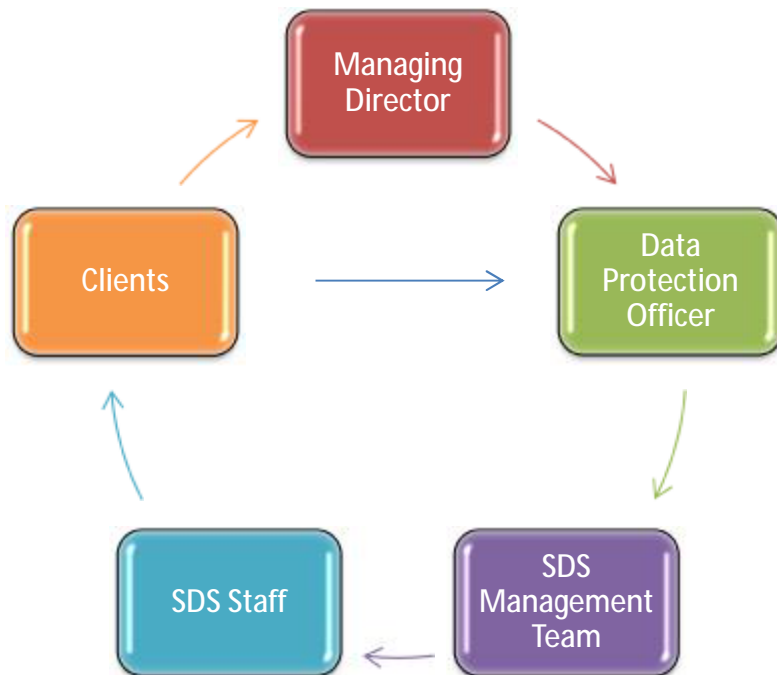 Managing
Director
Clients
Data
Protection
Officer
SDS Staff
SDS
Management
Team